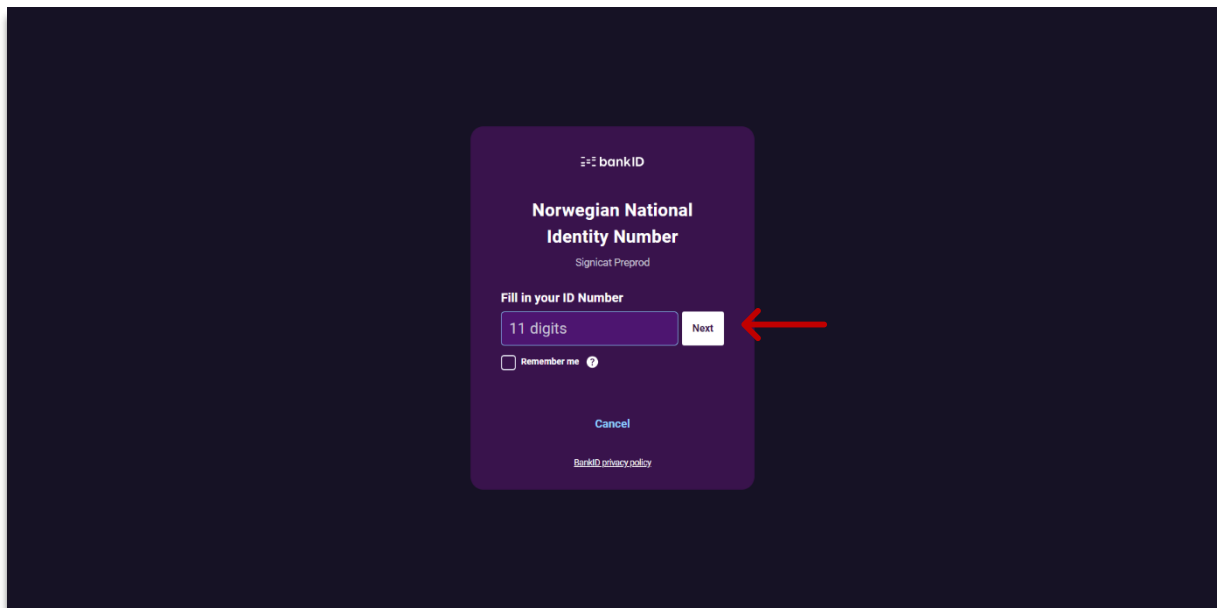 bankID
Norwegian National
Identity Number
Signicat Preprod
Fill in your ID Number
11 digits
Next
Remember me ?
Cancel
BankID privacy policy